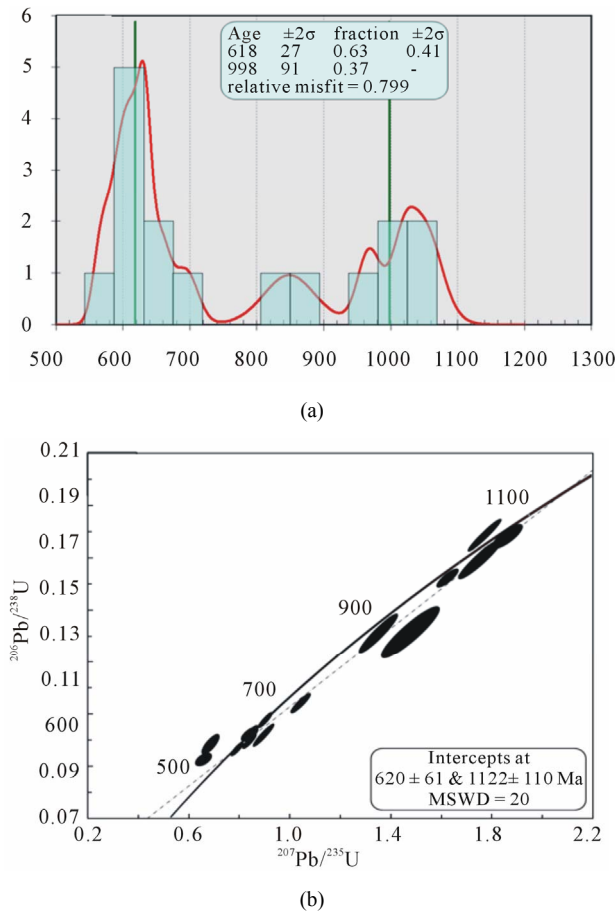 Age ±2σ fraction ±2σ
618 27 0.63 0.41
998 91 0.37 -
relative misfit = 0.799
6
5
4
3
2
1
0
500 600 700 800 900 1000 1100 1200 1300
(a)
0.21
0.19
0.17
0.15
0.13
0.11
600
0.09
0.07
206Pb/238U
1100
900
700
500
Intercepts at
620 ± 61 & 1122± 110 Ma
MSWD = 20
0.2 0.6 1.0 1.4 1.8 2.2
207Pb/235U
(b)